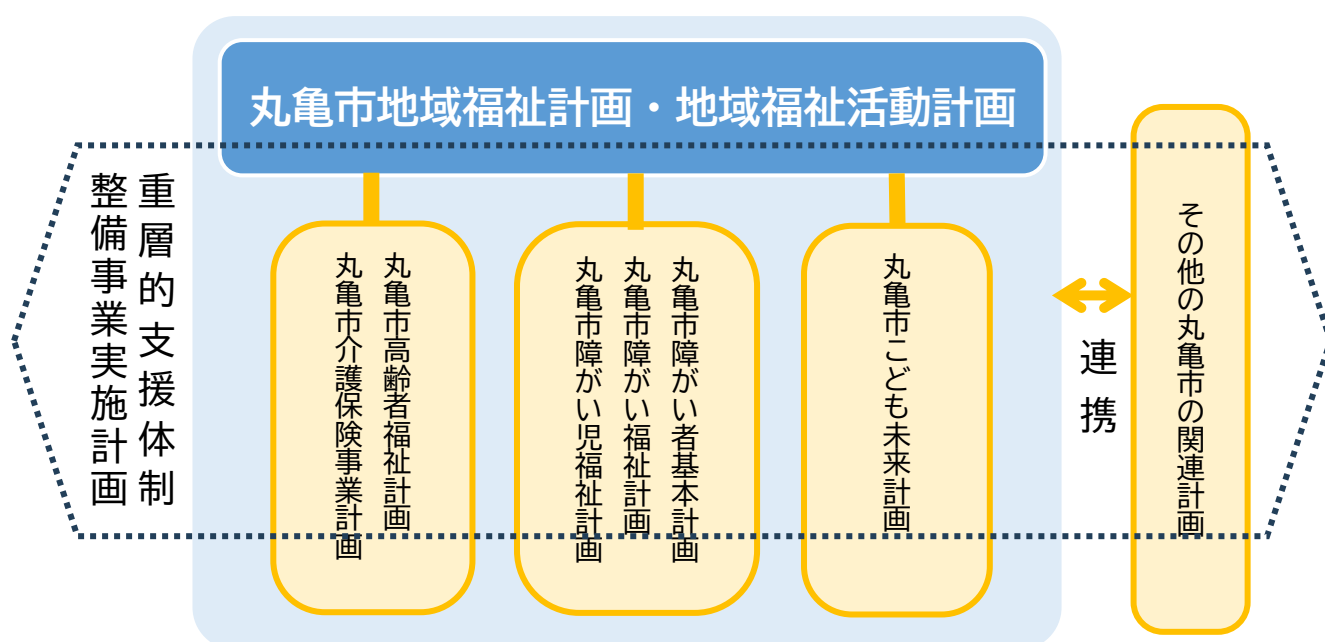 丸亀市地域福祉計画・地域福祉活動計画
重層的支援体制
整備事業実施計画
丸亀市高齢者福祉計画
丸亀市介護保険事業計画
丸亀市障がい者基本計画
丸亀市障がい福祉計画
丸亀市障がい児福祉計画
丸亀市こども未来計画
連携
その他の丸亀市の関連計画